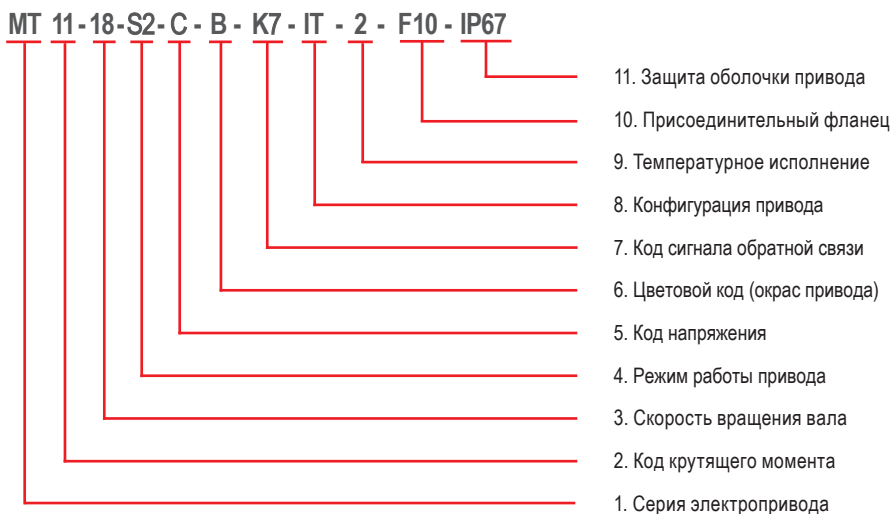 MT 11-18-S2-C-B-K7-IT-2-F10-IP67
11. Защита оболочки привода
10. Присоединительный фланец
9. Температурное исполнение
8. Конфигурация привода
7. Код сигнала обратной связи
6. Цветовой код (окрас привода)
5. Код напряжения
4. Режим работы привода
3. Скорость вращения вала
2. Код крутящего момента
1. Серия электропривода